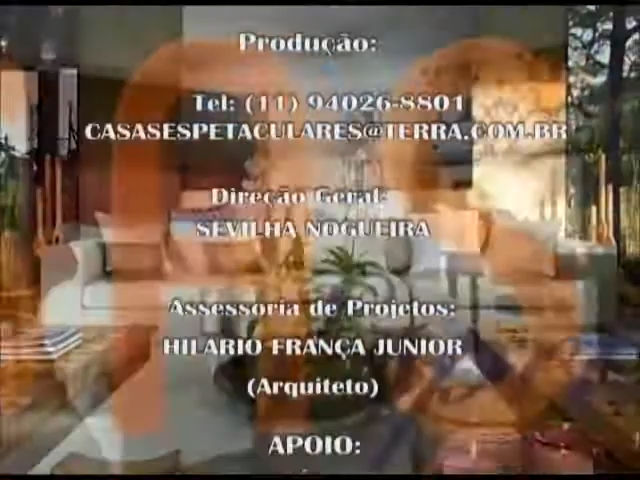 Produção:
Tel: (11) 94026-8801
CASASESPETACULARES@TERRA.COM.BR
Direção Geral:
SEVILHA NOGUEIRA
Assessoria de Projetos:
HILARIO FRANÇA JUNIOR
(Arquiteto)
APOIO: